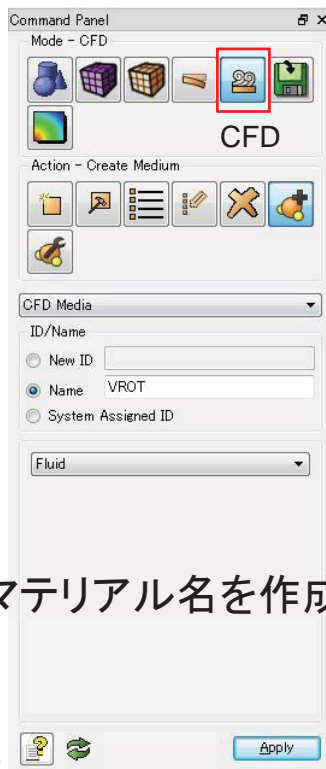 Command Panel
Mode - CFD
CFD
Action - Create Medium
CFD Media
ID/Name
New ID
Name VROT
System Assigned ID
Fluid
マテリアル名を作成
Apply